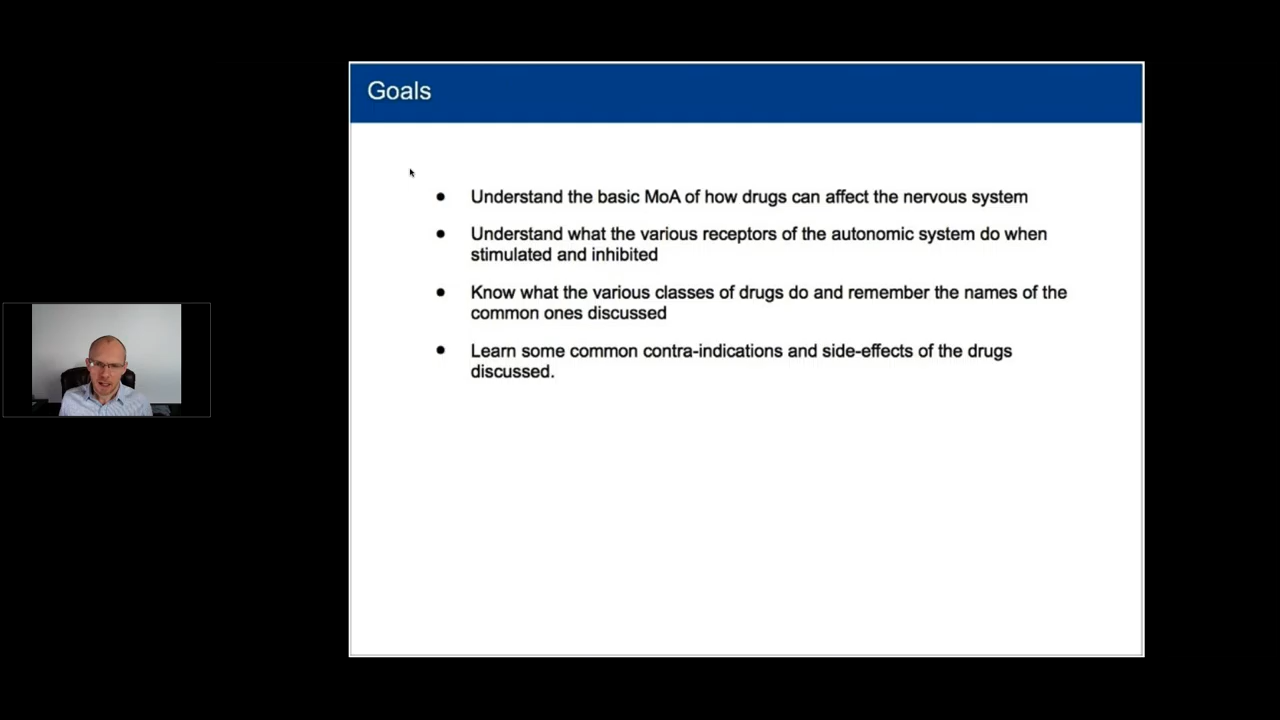 Goals
● Understand the basic MoA of how drugs can affect the nervous system
● Understand what the various receptors of the autonomic system do when
stimulated and inhibited
● Know what the various classes of drugs do and remember the names of the
common ones discussed
● Learn some common contra-indications and side-effects of the drugs
discussed.